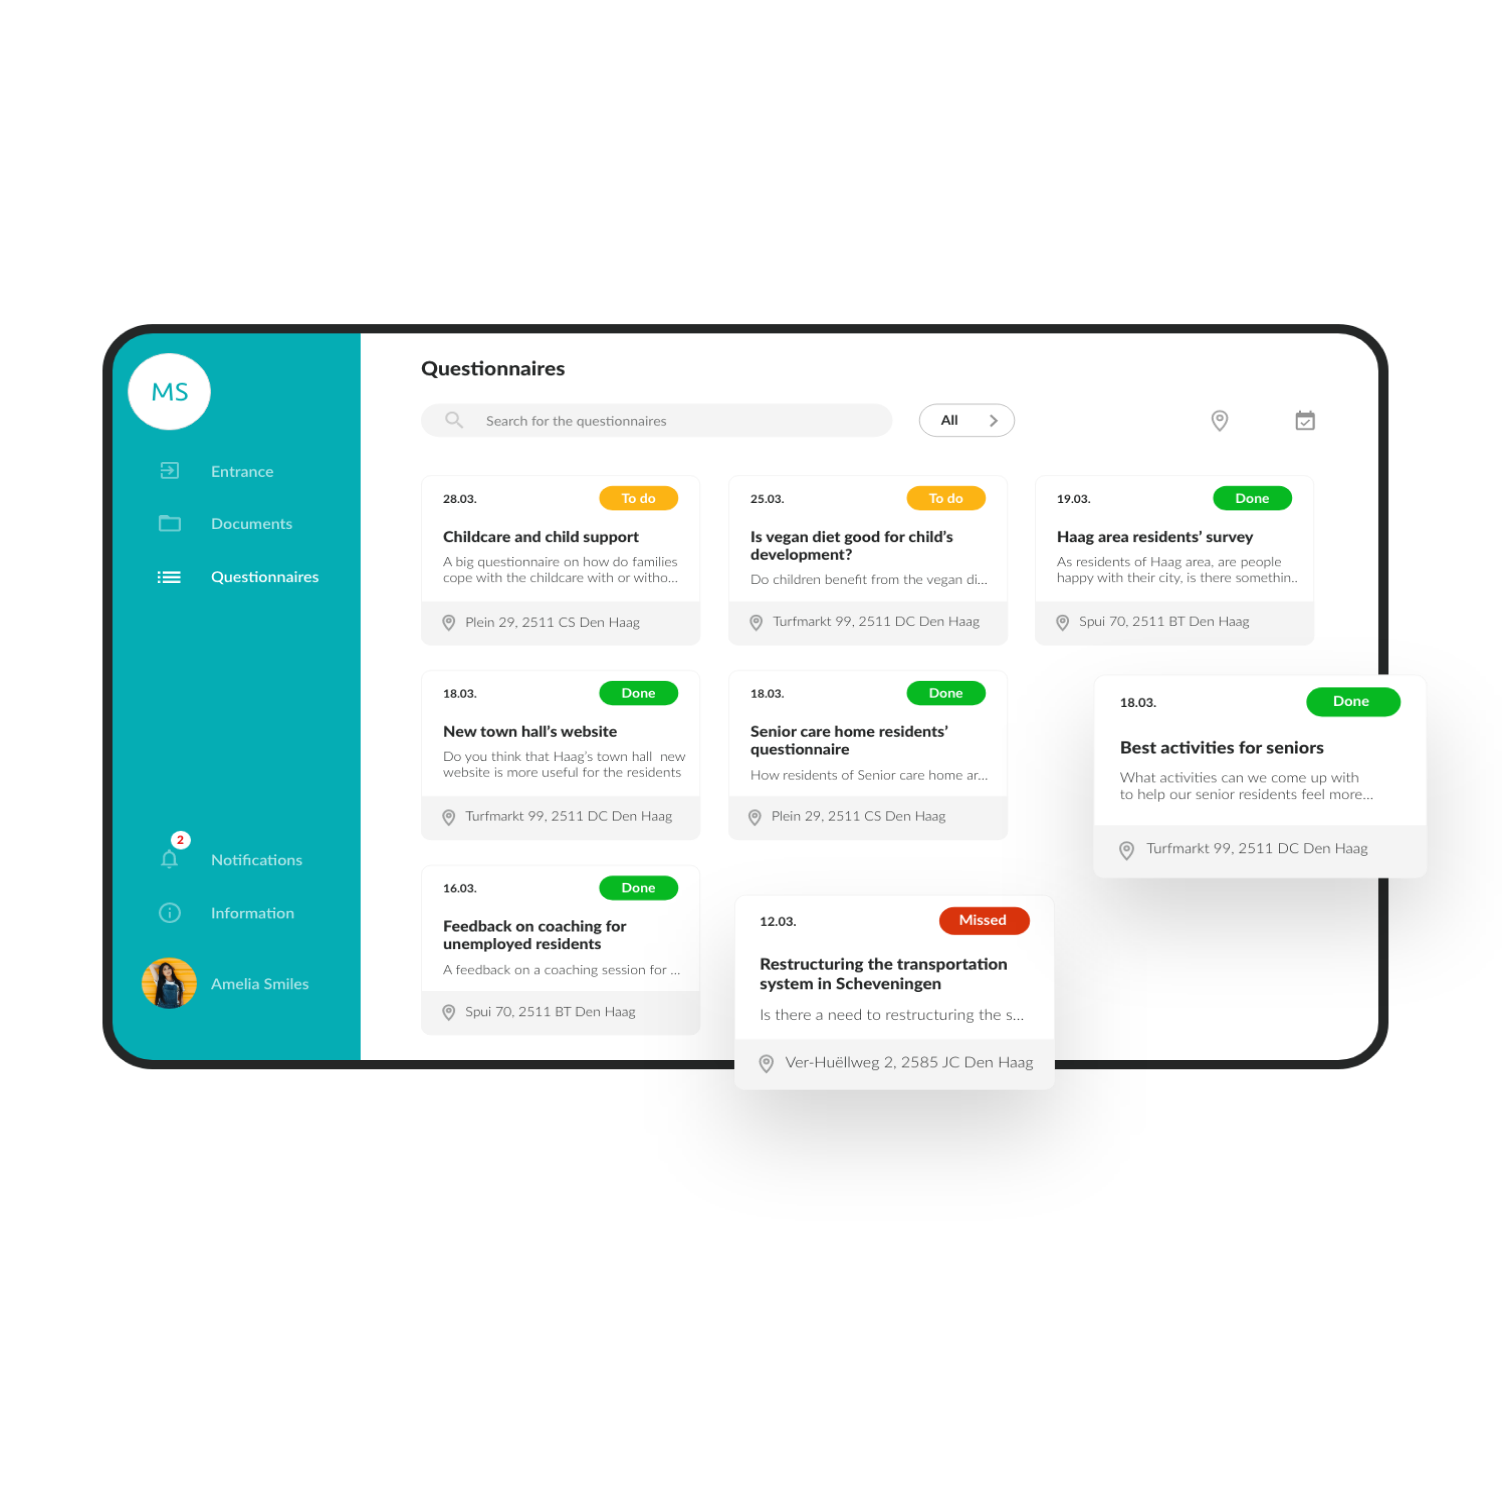 MS
Entrance
Documents
Questionnaires
2
Notifications
Information
Amelia Smiles
Questionnaires
Search for the questionnaires
All
28.03.
To do
Childcare and child support
A big questionnaire on how do families
cope with the childcare with or witho...
Plein 29, 2511 CS Den Haag
25.03.
To do
Is vegan diet good for child's
development?
Do children benefit from the vegan di...
Turfmarkt 99, 2511 DC Den Haag
19.03.
Done
Haag area residents' survey
As residents of Haag area, are people
happy with their city, is there somethin..
Spui 70, 2511 BT Den Haag
18.03.
Done
New town hall's website
Do you think that Haag's town hall new
website is more useful for the residents
Turfmarkt 99, 2511 DC Den Haag
18.03.
Done
Senior care home residents'
questionnaire
How residents of Senior care home ar...
Plein 29, 2511 CS Den Haag
18.03.
Done
Best activities for seniors
What activities can we come up with
to help our senior residents feel more...
Turfmarkt 99, 2511 DC Den Haag
16.03.
Done
Feedback on coaching for
unemployed residents
A feedback on a coaching session for ...
Spui 70, 2511 BT Den Haag
12.03.
Missed
Restructuring the transportation
system in Scheveningen
Is there a need to restructuring the s...
Ver-Huëllweg 2, 2585 JC Den Haag